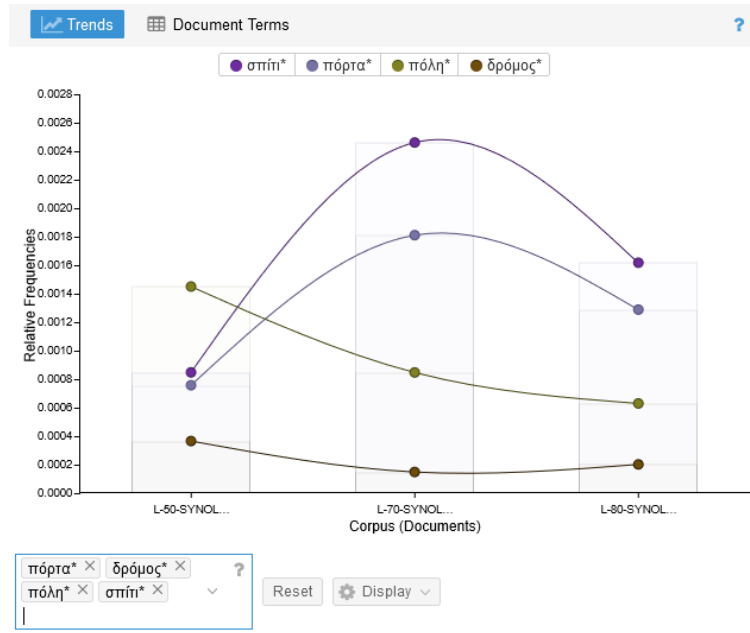 Trends Document Terms ?
σπίτι* πόρτα* πόλη* δρόμος*
0.0028
0.0026
0.0024
0.0022
0.0020
0.0018
0.0016
0.0014
0.0012
0.0010
0.0008
0.0006
0.0004
0.0002
0.0000
Relative Frequencies
L-50-SYNOL... L-70-SYNOL... L-80-SYNOL...
Corpus (Documents)
πόρτα* × δρόμος* × ?
πόλη* × σπίτι* × Reset Display